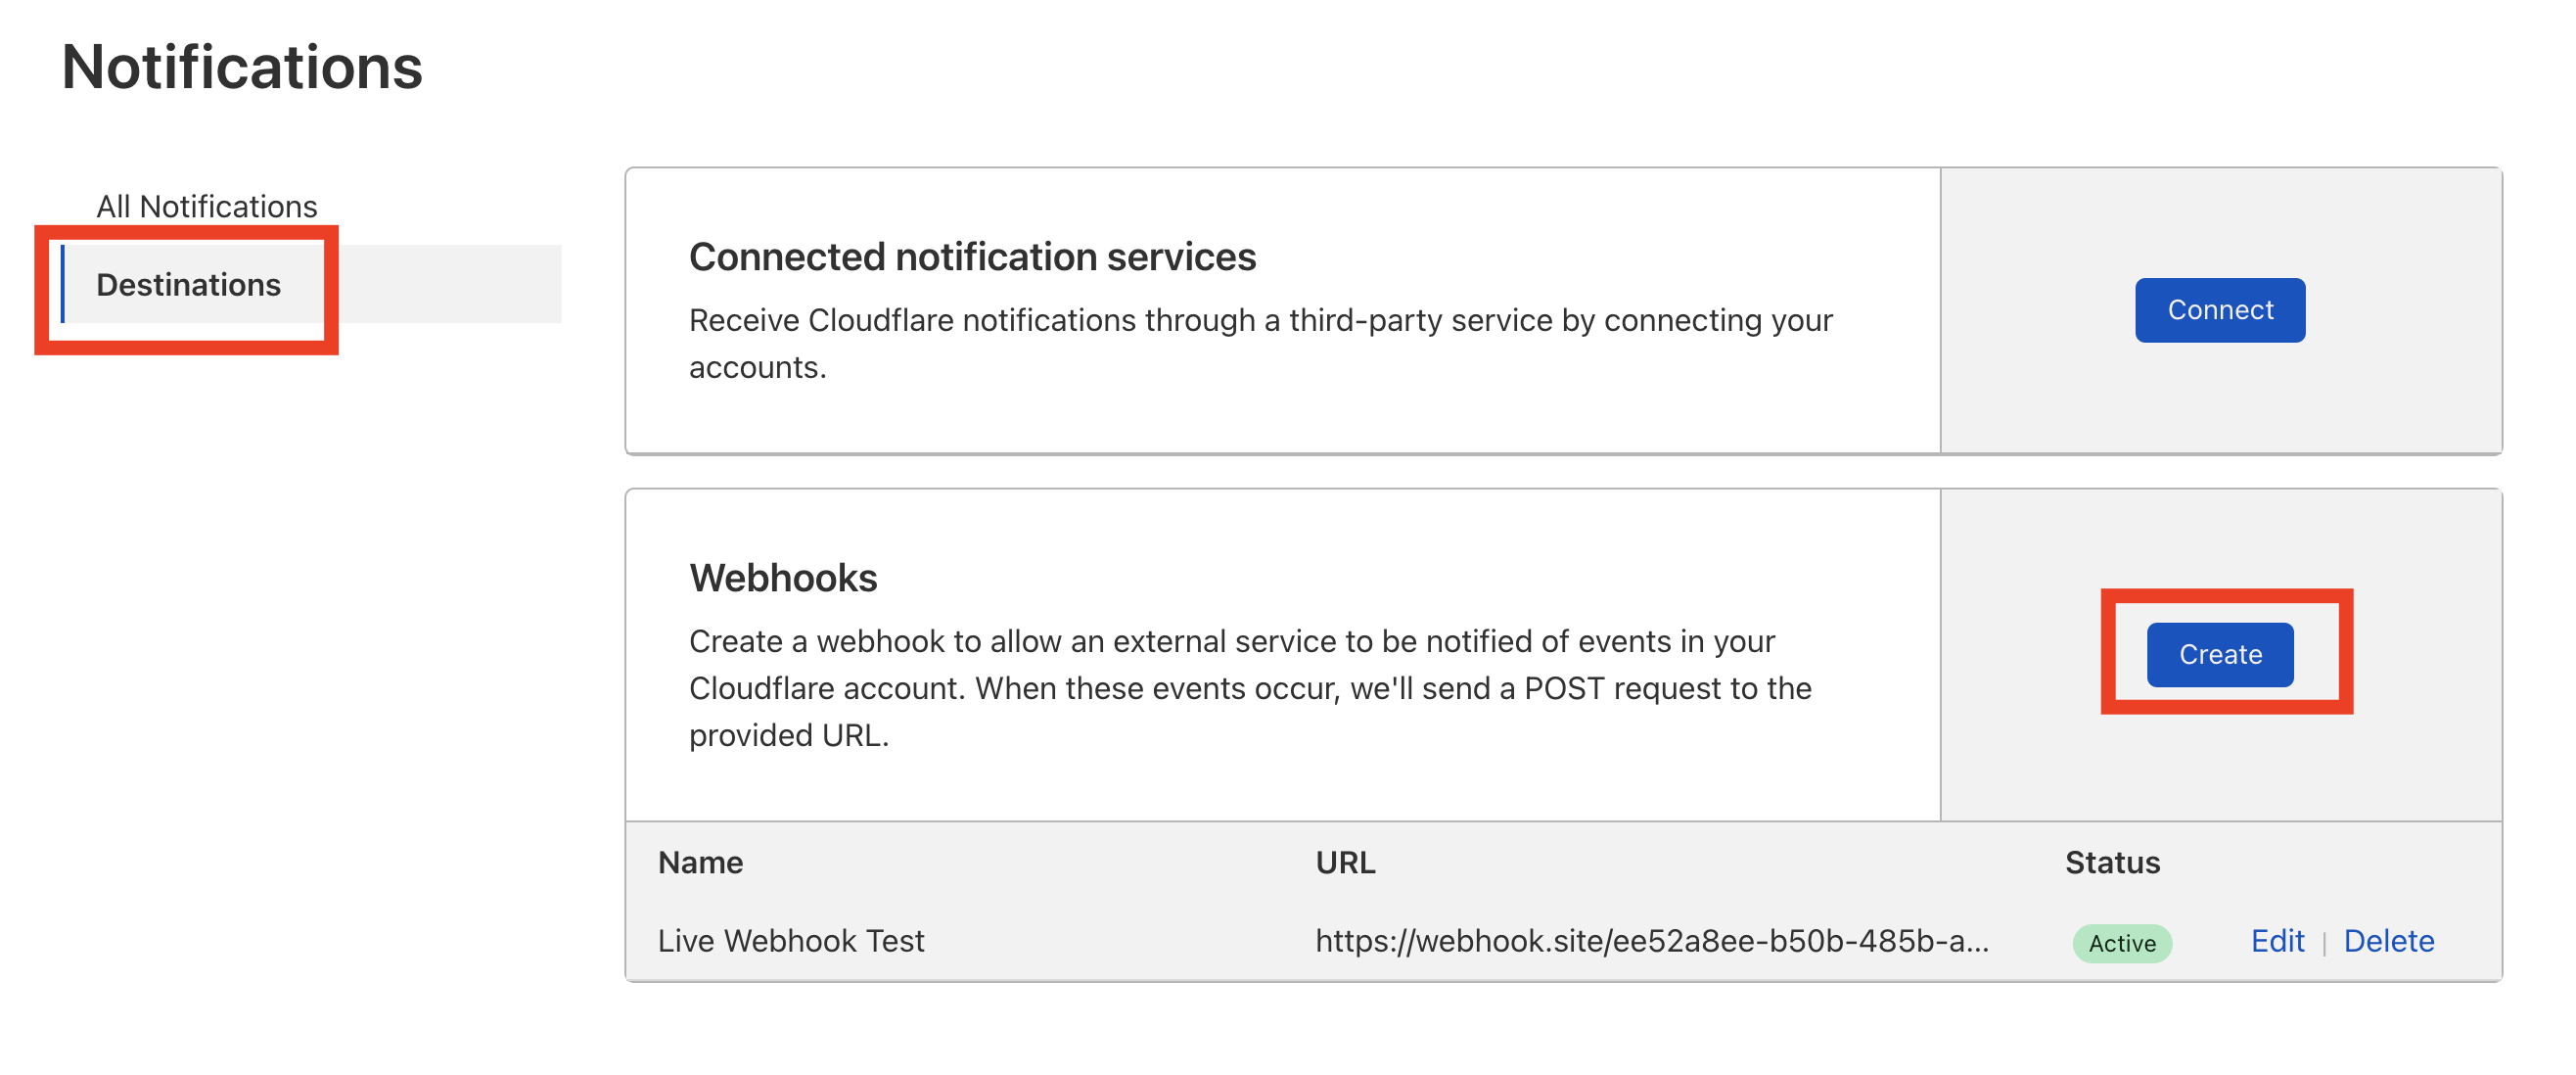 Notifications
All Notifications
Destinations
Connected notification services
Receive Cloudflare notifications through a third-party service by connecting your
accounts.
Connect
Webhooks
Create a webhook to allow an external service to be notified of events in your
Cloudflare account. When these events occur, we'll send a POST request to the
provided URL.
Create
Name URL Status
Live Webhook Test https://webhook.site/ee52a8ee-b50b-485b-a... Active Edit | Delete